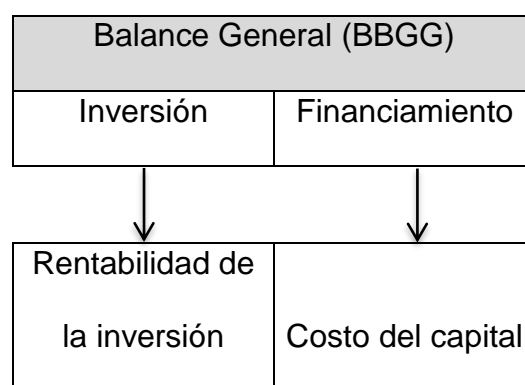 Balance General (BBGG)
Inversión Financiamiento
Rentabilidad de
la inversión Costo del capital